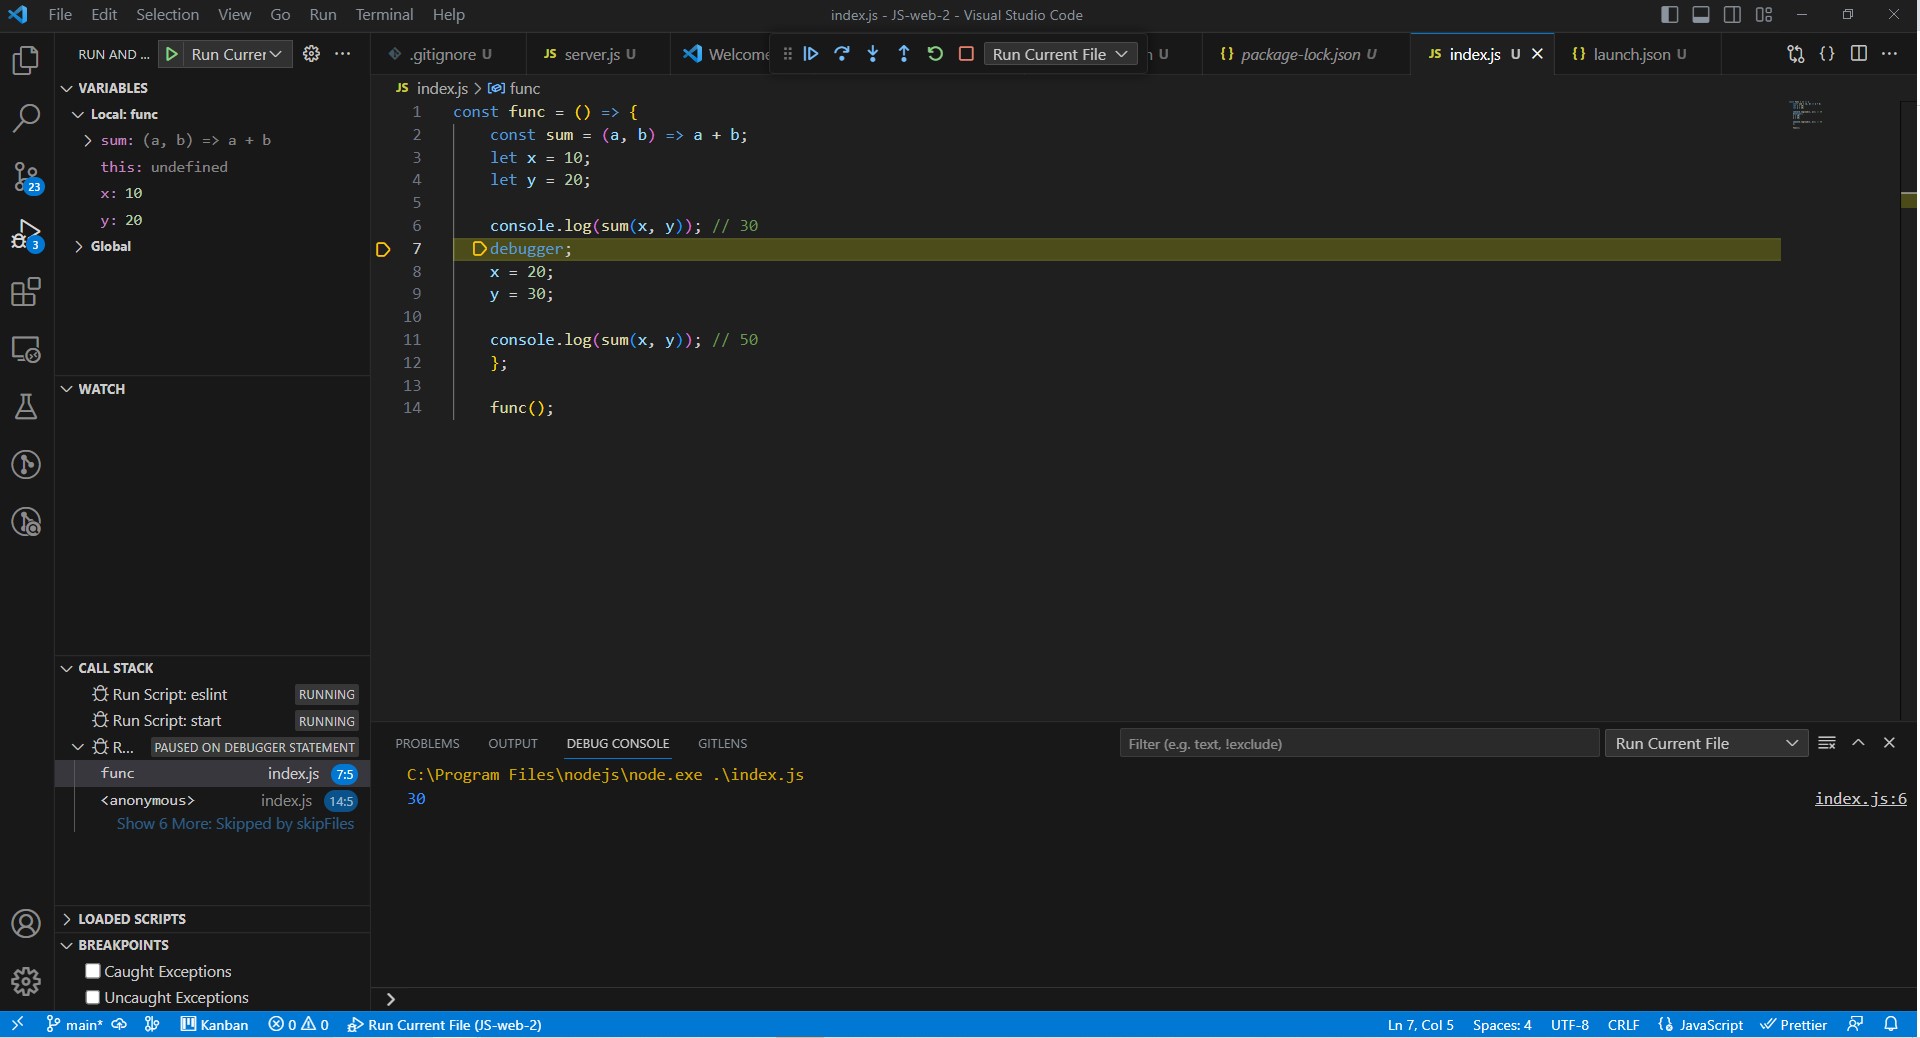 File Edit Selection View Go Run Terminal Help
index.js - JS-web-2 - Visual Studio Code
RUN AND ... Run Currer
.gitignore U JS server.js U Welcome Run Current File n U {} package-lock.json U JS index.js U {} launch.json U
JS index.js > func
VARIABLES
Local: func
sum: (a, b) => a + b
this: undefined
x: 10
y: 20
Global
WATCH
CALL STACK
Run Script: eslint RUNNING
Run Script: start RUNNING
R... PAUSED ON DEBUGGER STATEMENT
func index.js 7:5
<anonymous> index.js 14:5
Show 6 More: Skipped by skipFiles
LOADED SCRIPTS
BREAKPOINTS
Caught Exceptions
Uncaught Exceptions
23
3
1 const func = () => {
2 const sum = (a, b) => a + b;
3 let x = 10;
4 let y = 20;
5
6 console.log(sum(x, y)); // 30
7 debugger;
8 x = 20;
9 y = 30;
10
11 console.log(sum(x, y)); // 50
12 };
13
14 func();
PROBLEMS OUTPUT DEBUG CONSOLE GITLENS
Filter (e.g. text, !exclude) Run Current File
C:\Program Files\nodejs\node.exe .\index.js
30 index.js:6
main* Kanban 0 0 Run Current File (JS-web-2) Ln 7, Col 5 Spaces: 4 UTF-8 CRLF JavaScript Prettier